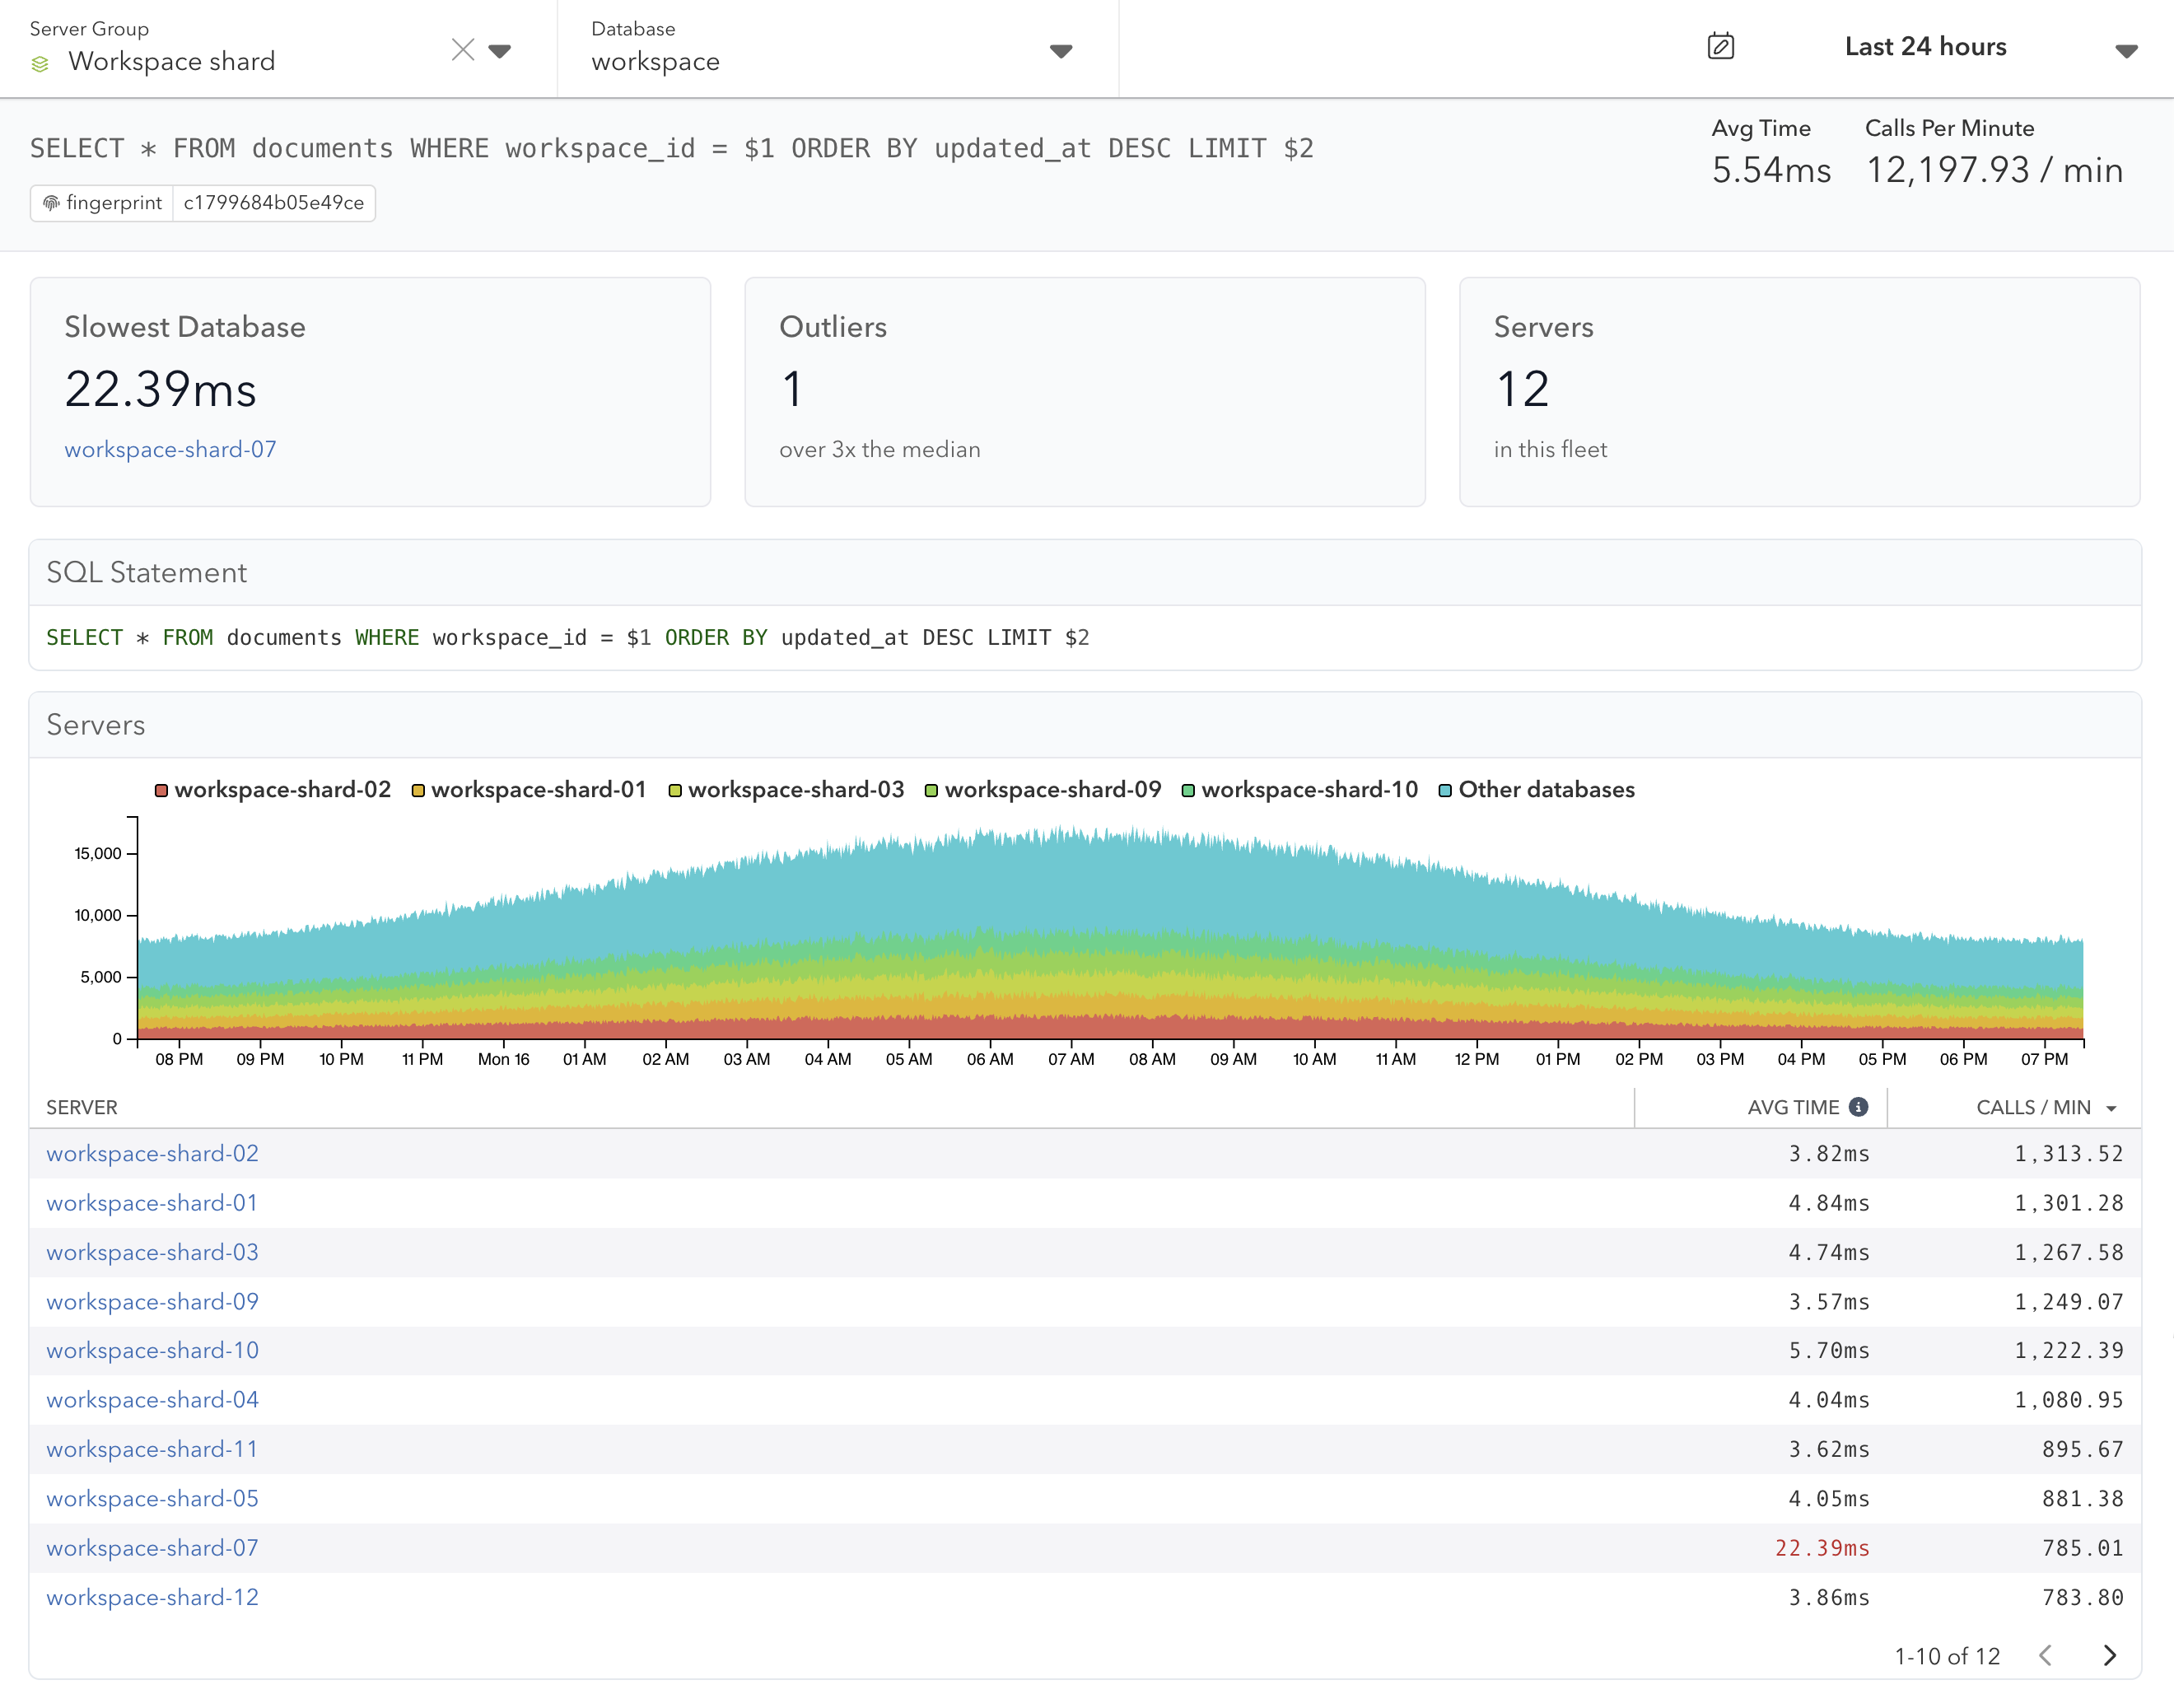 Server Group
Workspace shard
Database
workspace
Last 24 hours
SELECT * FROM documents WHERE workspace_id = $1 ORDER BY updated_at DESC LIMIT $2
Avg Time
5.54ms
Calls Per Minute
12,197.93 / min
fingerprint c1799684b05e49ce
Slowest Database
22.39ms
workspace-shard-07
Outliers
1
over 3x the median
Servers
12
in this fleet
SQL Statement
SELECT * FROM documents WHERE workspace_id = $1 ORDER BY updated_at DESC LIMIT $2
Servers
workspace-shard-02 workspace-shard-01 workspace-shard-03 workspace-shard-09 workspace-shard-10 Other databases
15,000
10,000
5,000
0
08 PM 09 PM 10 PM 11 PM Mon 16 01 AM 02 AM 03 AM 04 AM 05 AM 06 AM 07 AM 08 AM 09 AM 10 AM 11 AM 12 PM 01 PM 02 PM 03 PM 04 PM 05 PM 06 PM 07 PM
SERVER AVG TIME CALLS / MIN
workspace-shard-02 3.82ms 1,313.52
workspace-shard-01 4.84ms 1,301.28
workspace-shard-03 4.74ms 1,267.58
workspace-shard-09 3.57ms 1,249.07
workspace-shard-10 5.70ms 1,222.39
workspace-shard-04 4.04ms 1,080.95
workspace-shard-11 3.62ms 895.67
workspace-shard-05 4.05ms 881.38
workspace-shard-07 22.39ms 785.01
workspace-shard-12 3.86ms 783.80
1-10 of 12